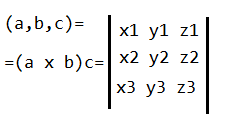 (a,b,c)=
=(a x b)c=
x1 y1 z1
x2 y2 z2
x3 y3 z3